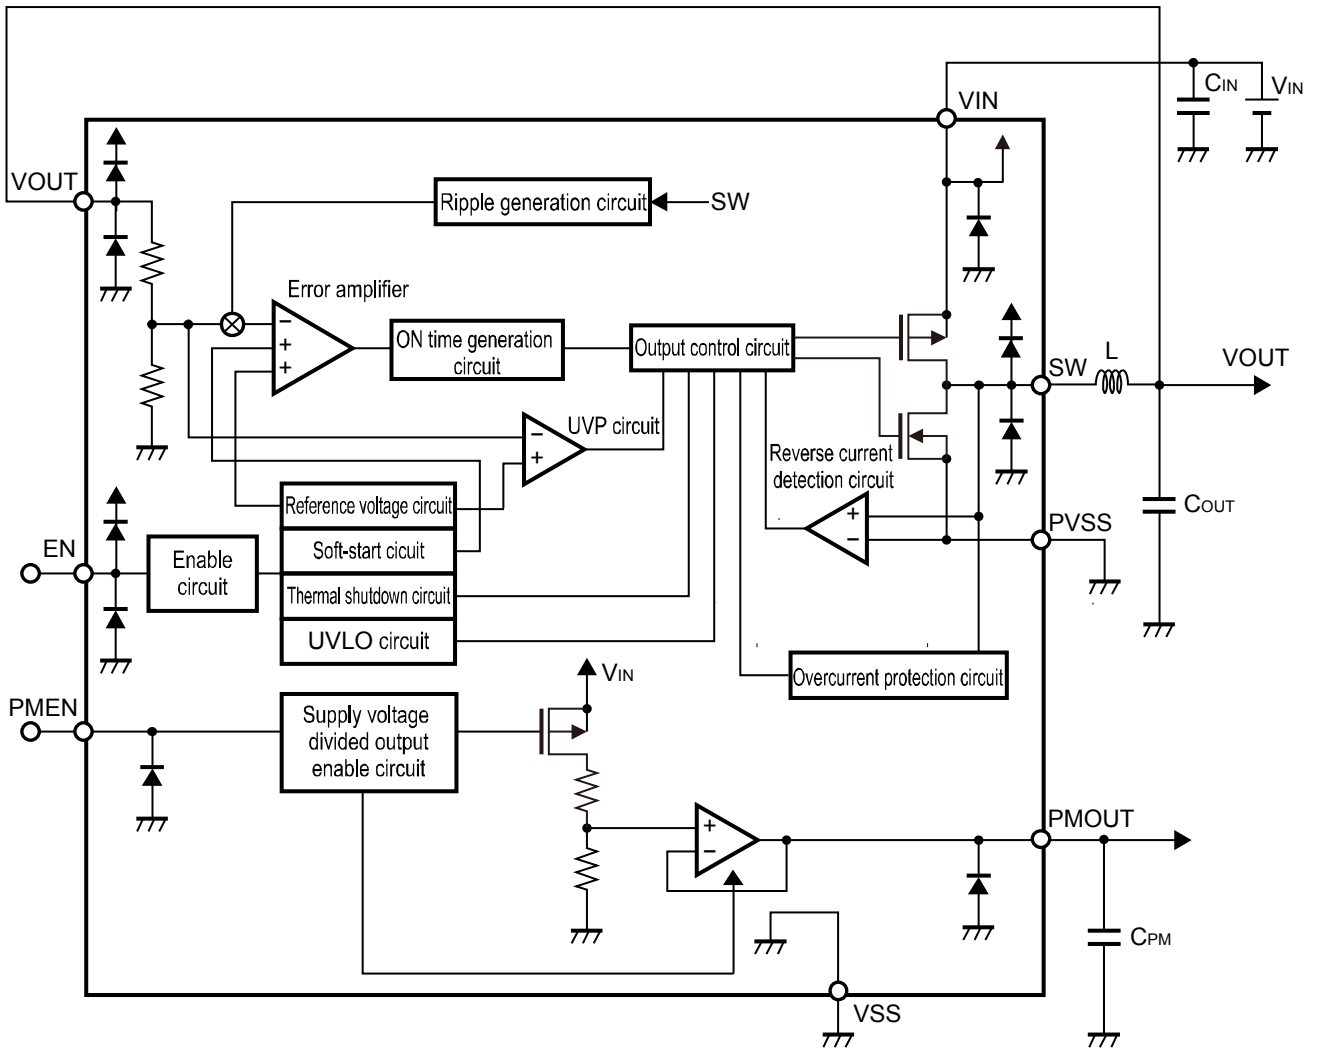 CIN
VIN
VIN
VOUT
Ripple generation circuit
SW
Error amplifier
−
+
+
ON time generation
circuit
Output control circuit
SW
L
VOUT
UVP circuit
−
+
Reverse current
detection circuit
+
−
Reference voltage circuit
COUT
PVSS
EN
Enable
circuit
Soft-start cicuit
Thermal shutdown circuit
UVLO circuit
Overcurrent protection circuit
VIN
PMEN
Supply voltage
divided output
enable circuit
+
−
PMOUT
CPM
VSS